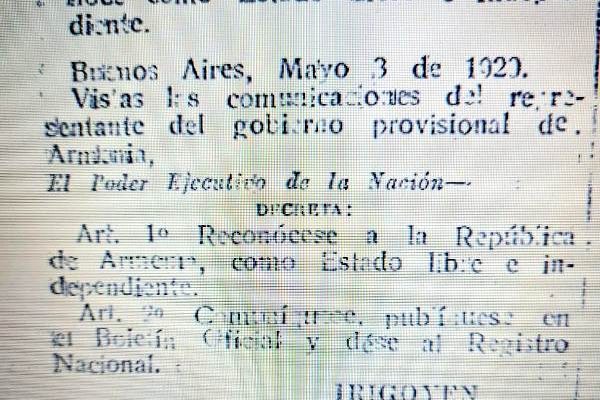 diente.
Buenos Aires, Mayo 3 de 1920.
Vistas las comunicaciones del repre-
sentante del gobierno provisional de
Armenia,
El Poder Ejecutivo de la Nación—
DECRETA:
Art. 1o Reconócese a la República
de Armenia, como Estado libre e in-
dependiente.
Art. 2o Comuníquese, publíquese en
el Boletín Oficial y dése al Registro
Nacional.
IRIGOYEN